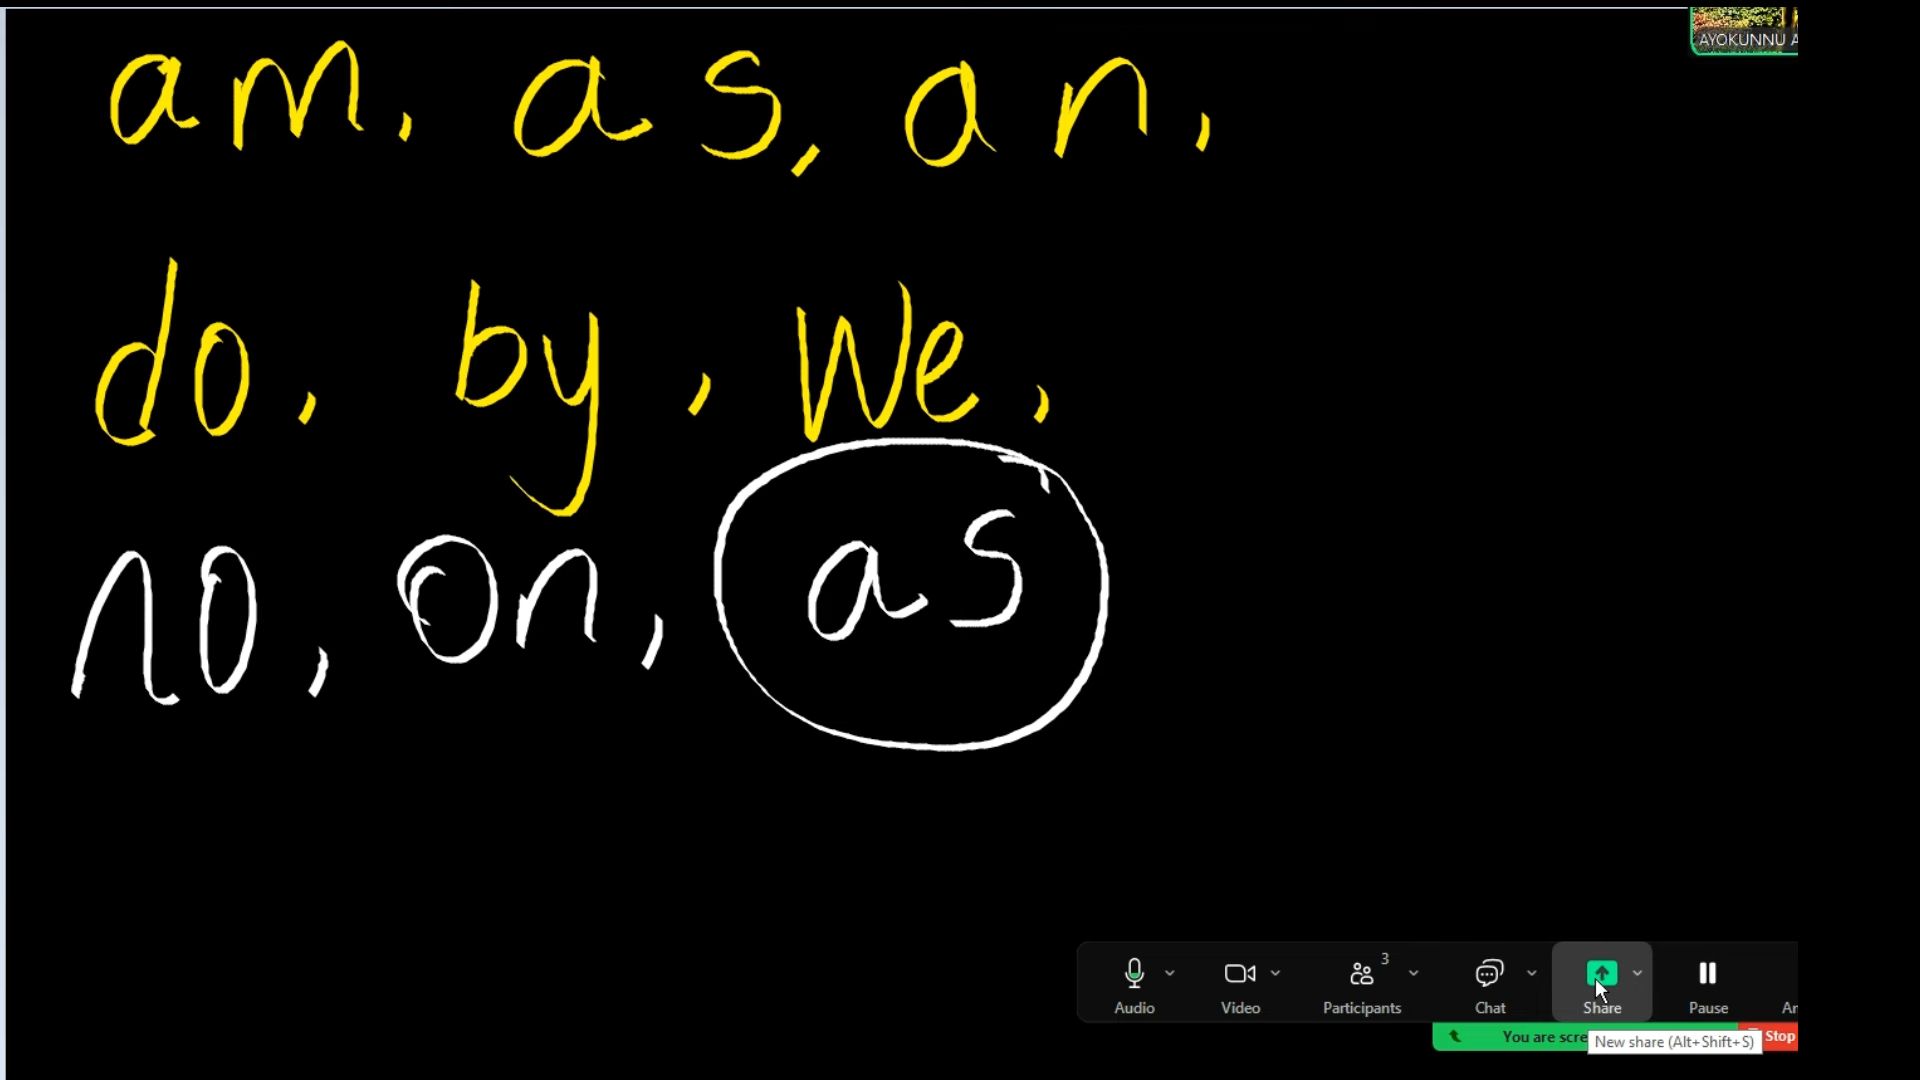 AYOKUNNU A
am, as, an,
do, by, we,
no, on, as
3
Audio Video Participants Chat Share Pause An
You are scre Stop
New share (Alt+Shift+S)